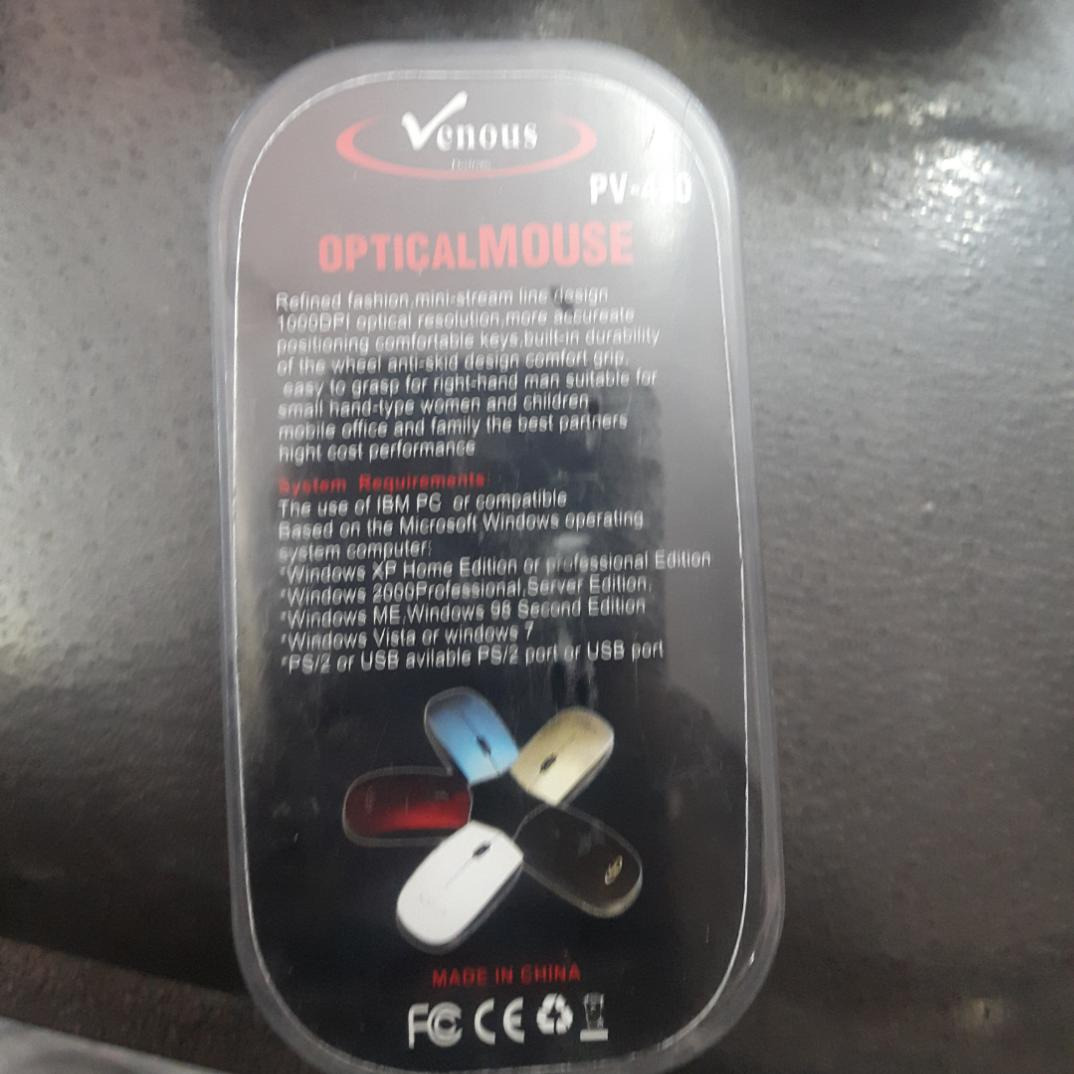 Venous
OPTICALMOUSE
Refined fashion,mini-stream line design
1000DPI optical resolution,more accureate
positioning comfortable keys,built-in durability
of the wheel anti-skid design comfort grip,
easy to grasp for right-hand man suitable for
small hand-type women and children
mobile office and family the best partners
hight cost performance
System Requirements:
The use of IBM PC or compatible
Based on the Microsoft Windows operating
system computer:
*Windows XP Home Edition or professional Edition
*Windows 2000Professional,Server Edition,
*Windows ME,Windows 98 Second Edition
*Windows Vista or windows 7
*PS/2 or USB avilable PS/2 port or USB port
MADE IN CHINA
FC CE